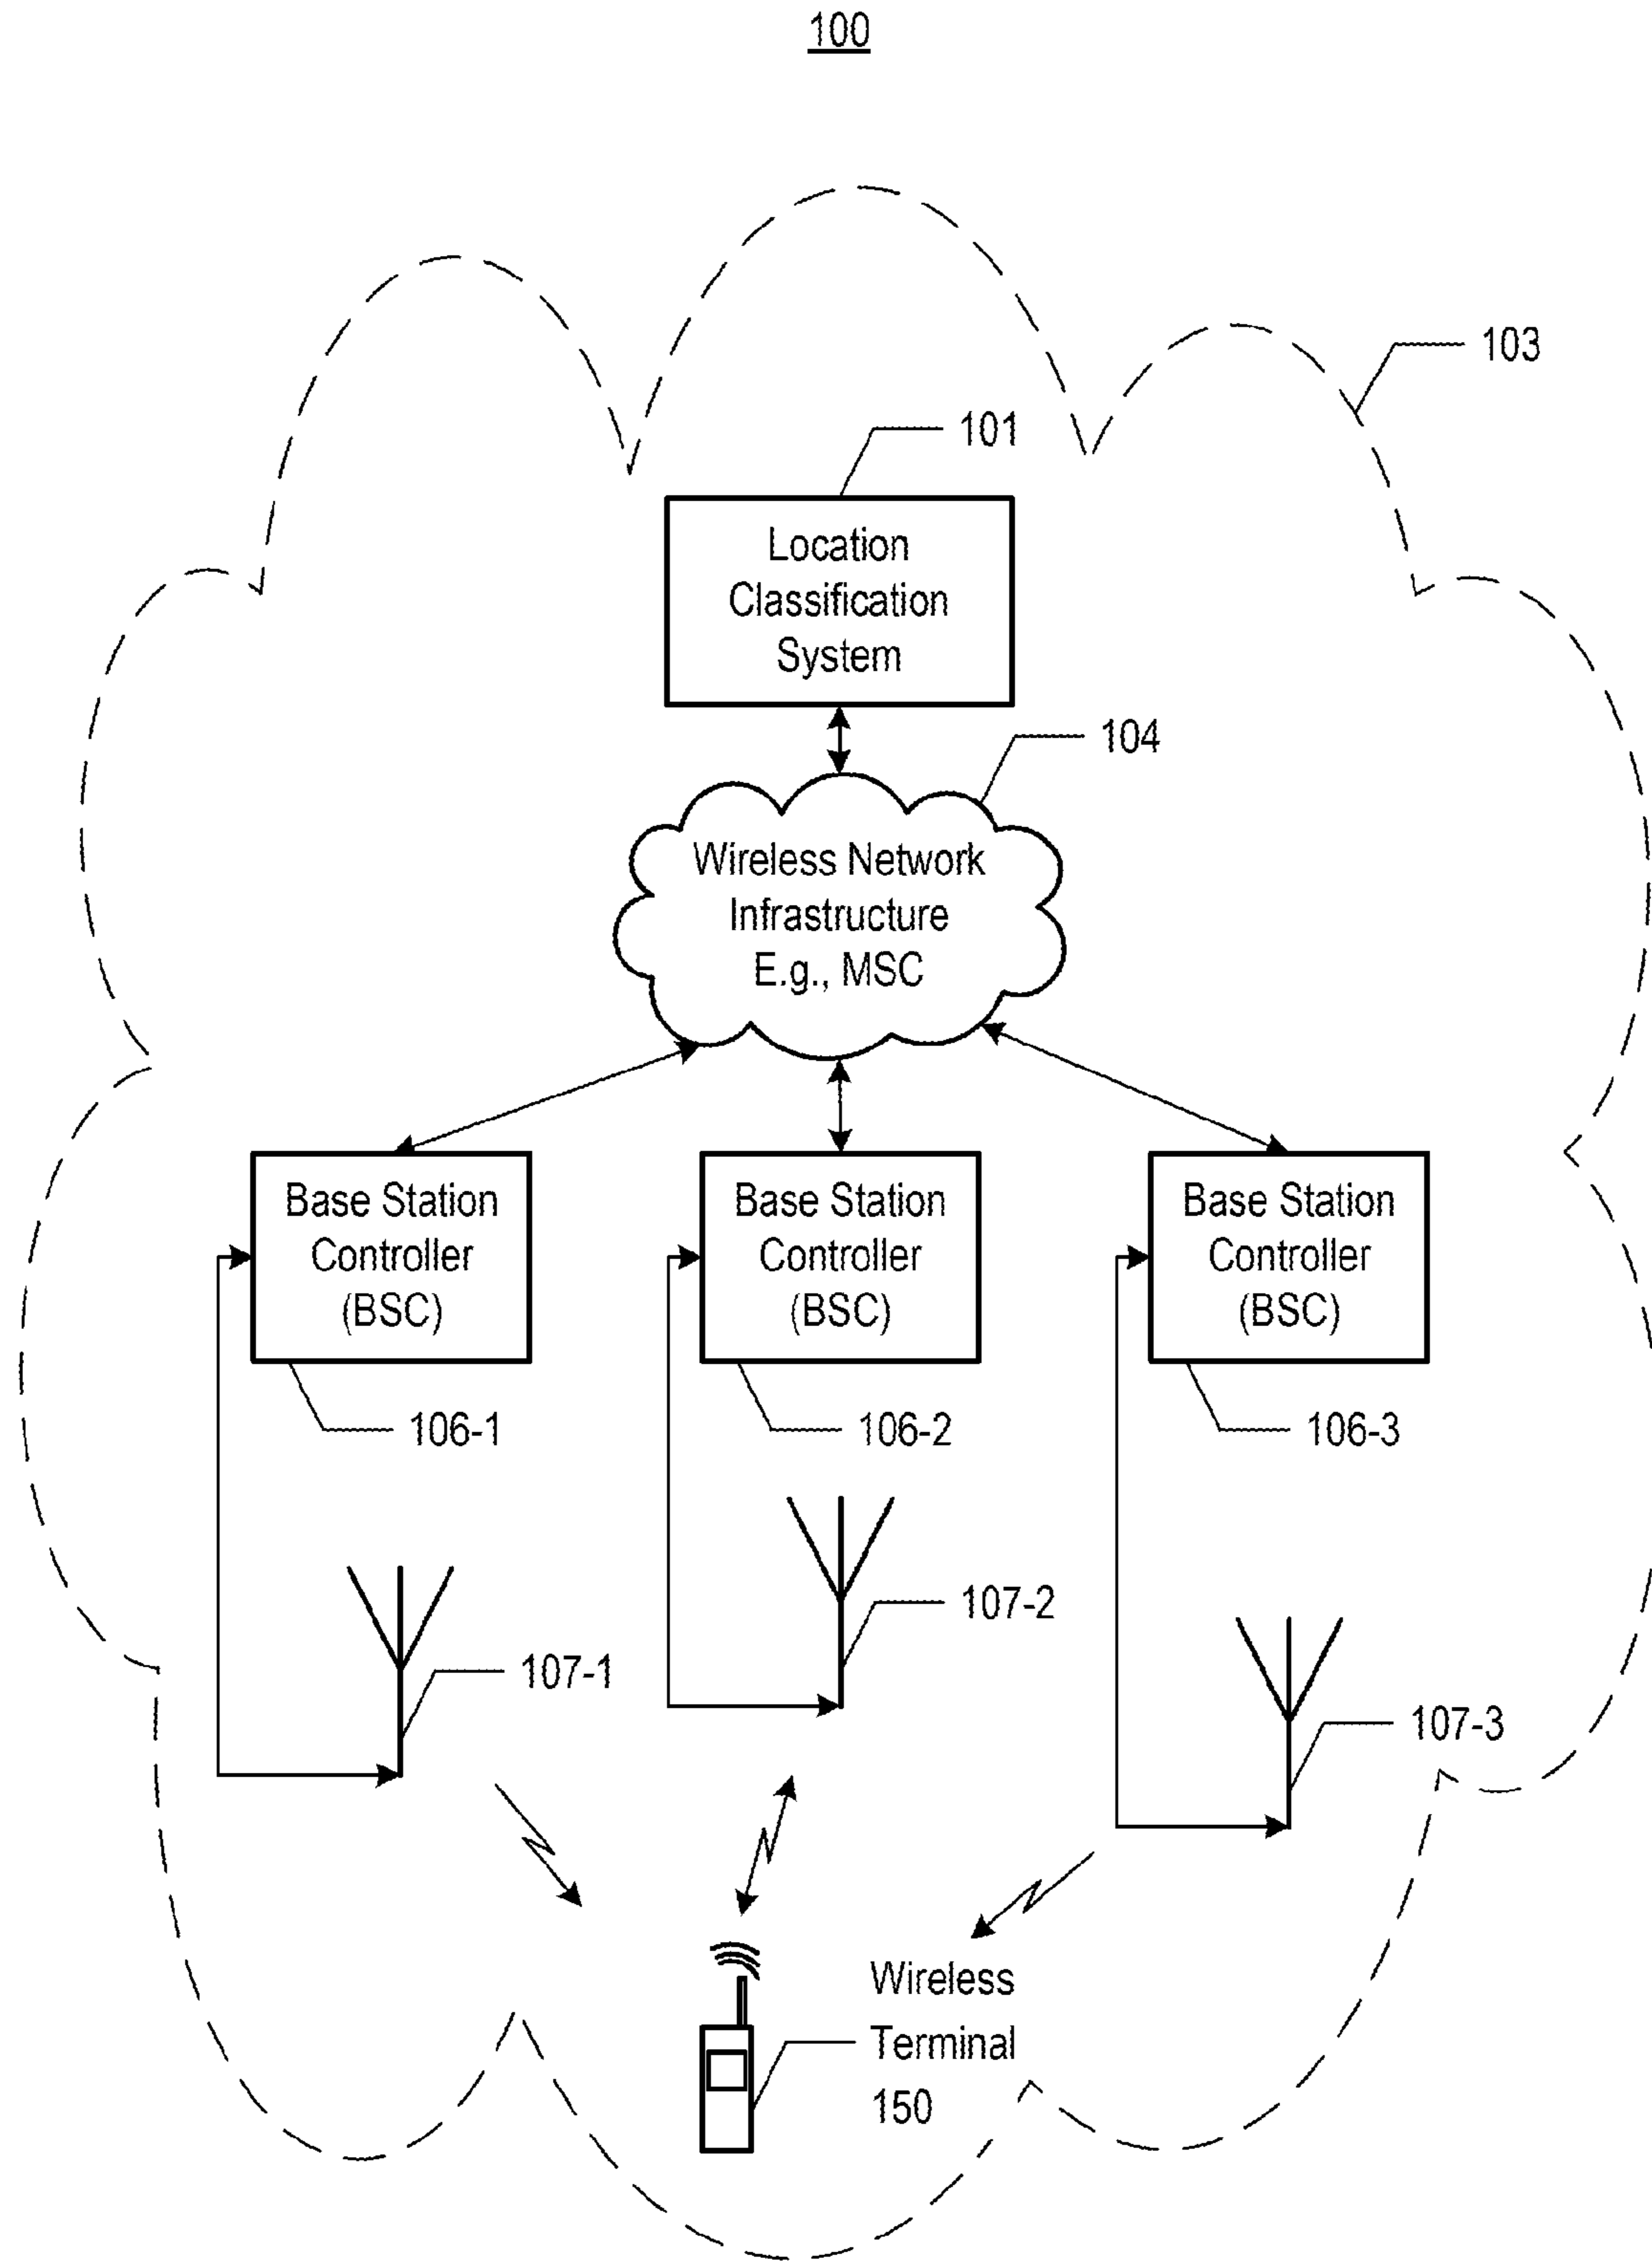 100
103
101
Location
Classification
System
104
Wireless Network
Infrastructure
E.g., MSC
Base Station
Controller
(BSC)
Base Station
Controller
(BSC)
Base Station
Controller
(BSC)
106-1
106-2
106-3
107-2
107-1
107-3
Wireless
Terminal
150